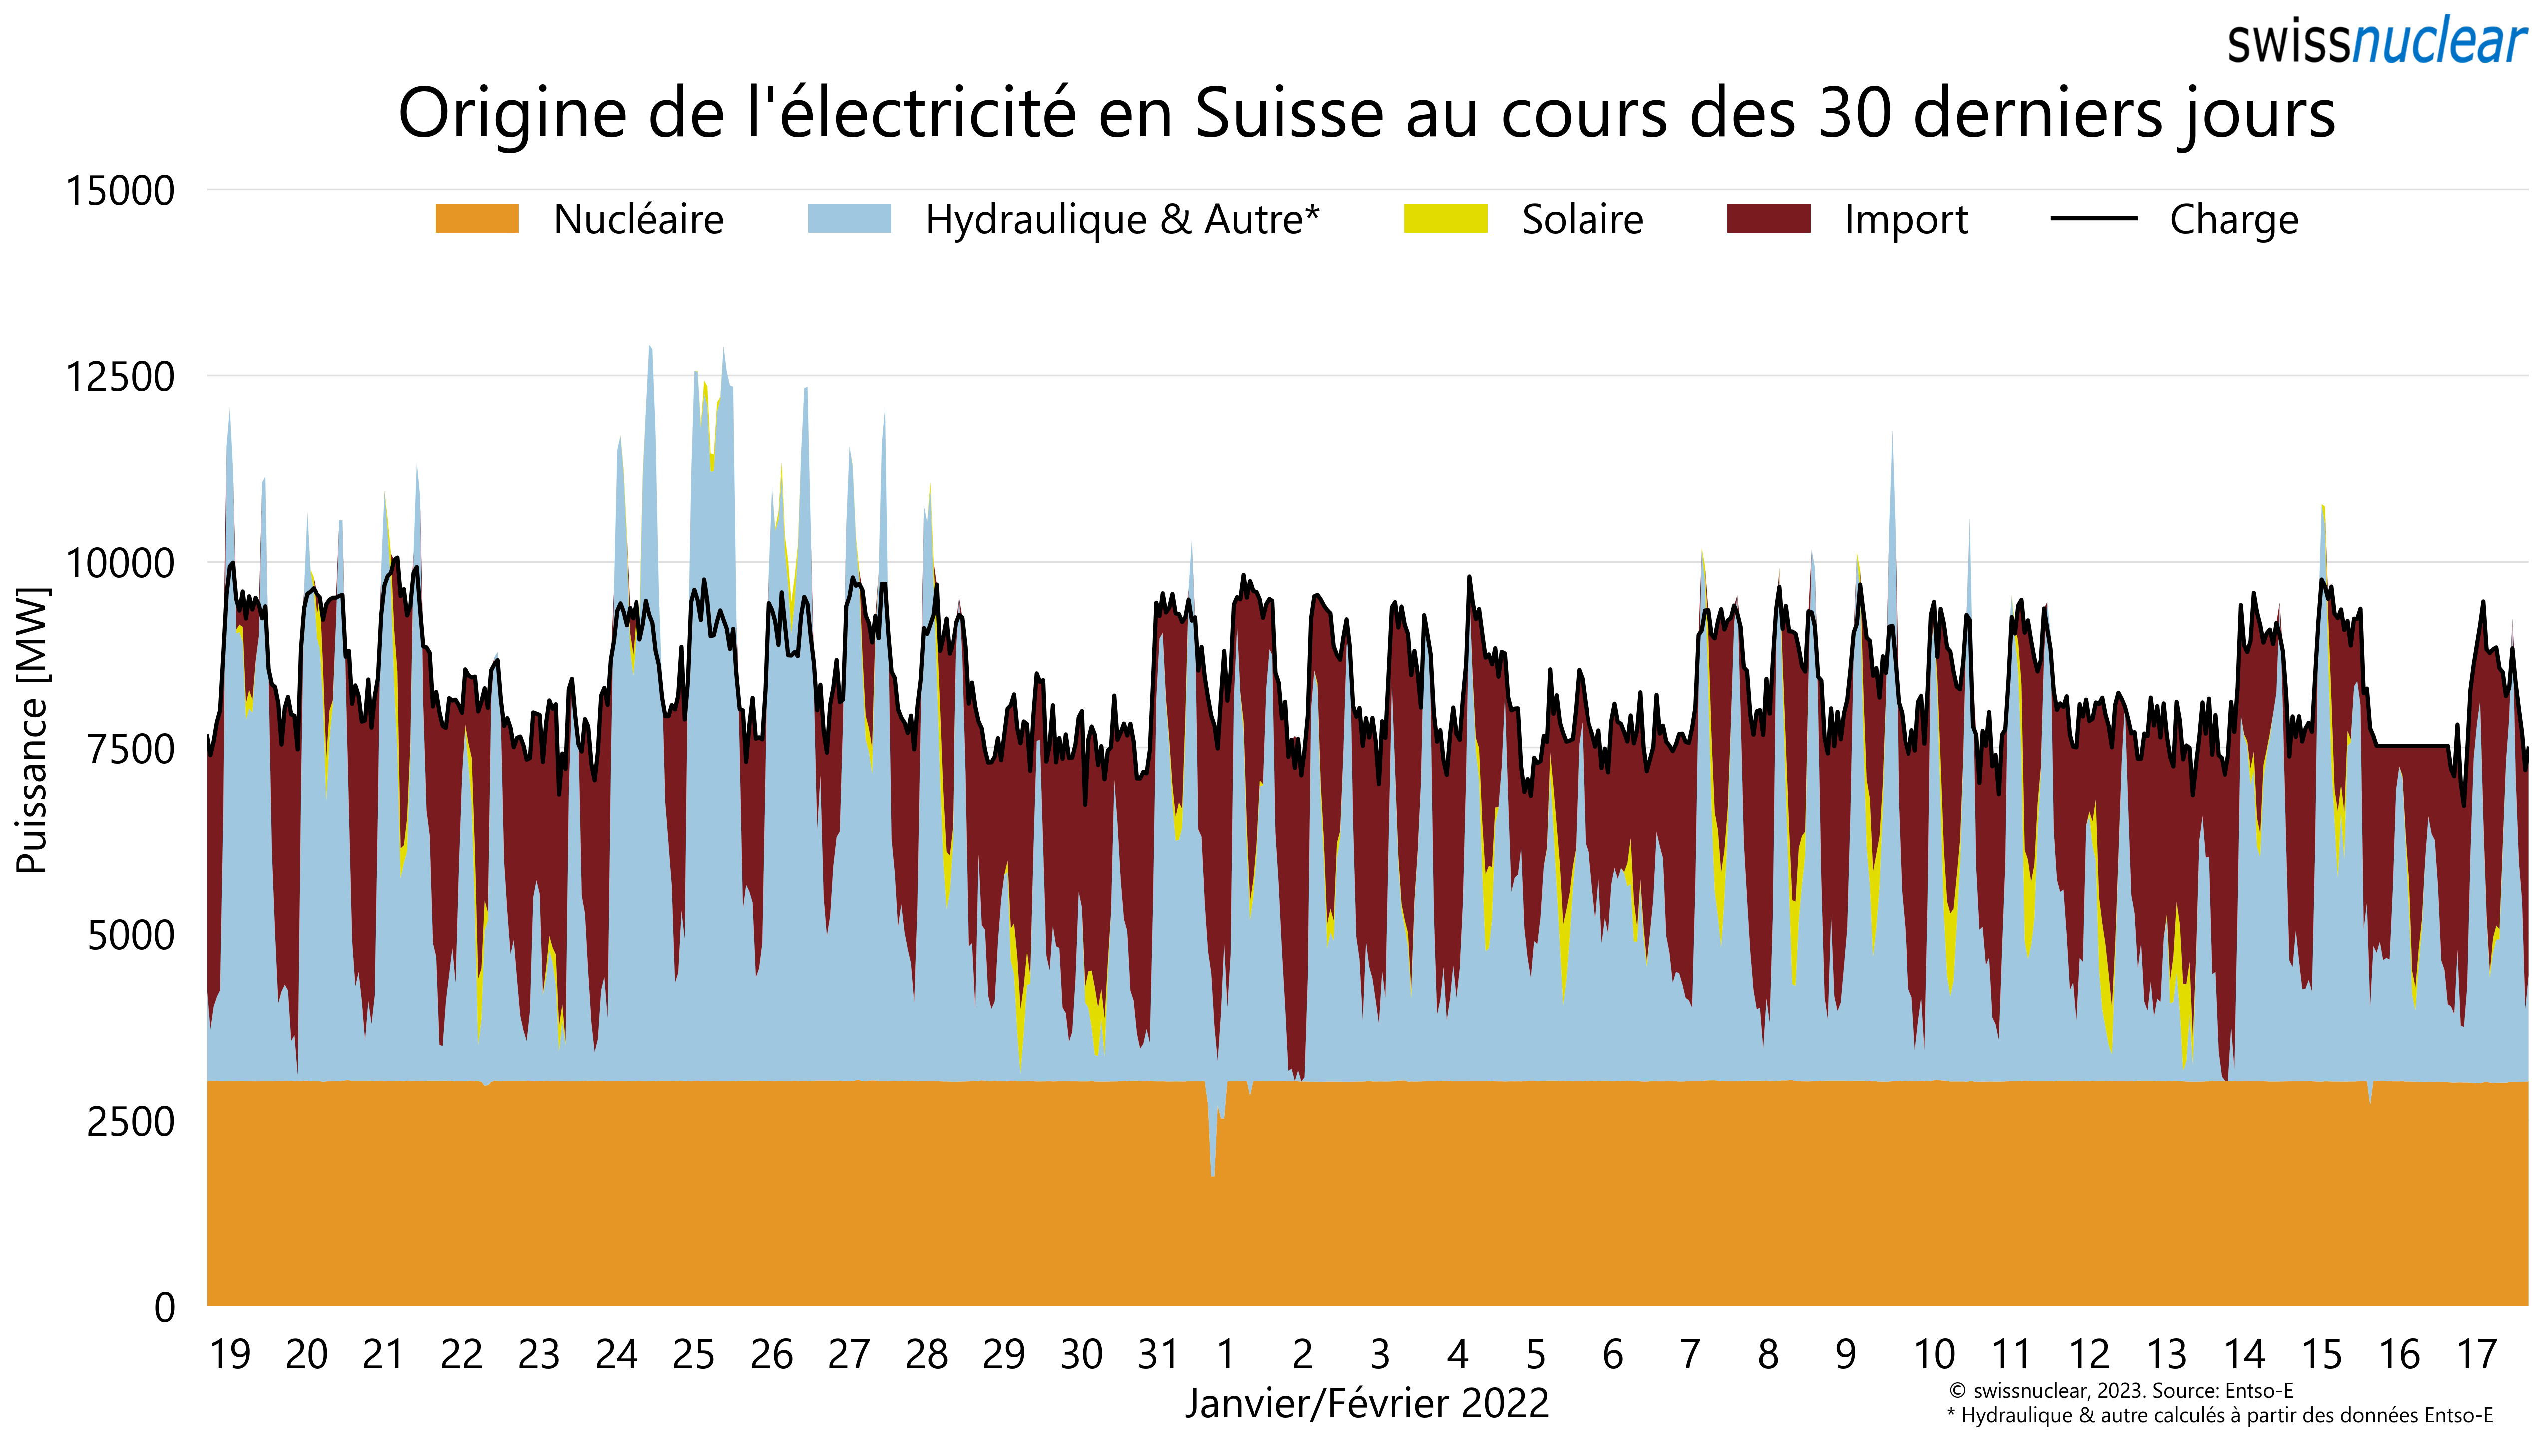 swissnuclear
Origine de l'électricité en Suisse au cours des 30 derniers jours
15000
Nucléaire Hydraulique & Autre* Solaire Import Charge
12500
10000
7500
5000
2500
0
Puissance [MW]
19 20 21 22 23 24 25 26 27 28 29 30 31 1 2 3 4 5 6 7 8 9 10 11 12 13 14 15 16 17
Janvier/Février 2022
© swissnuclear, 2023. Source: Entso-E
* Hydraulique & autre calculés à partir des données Entso-E